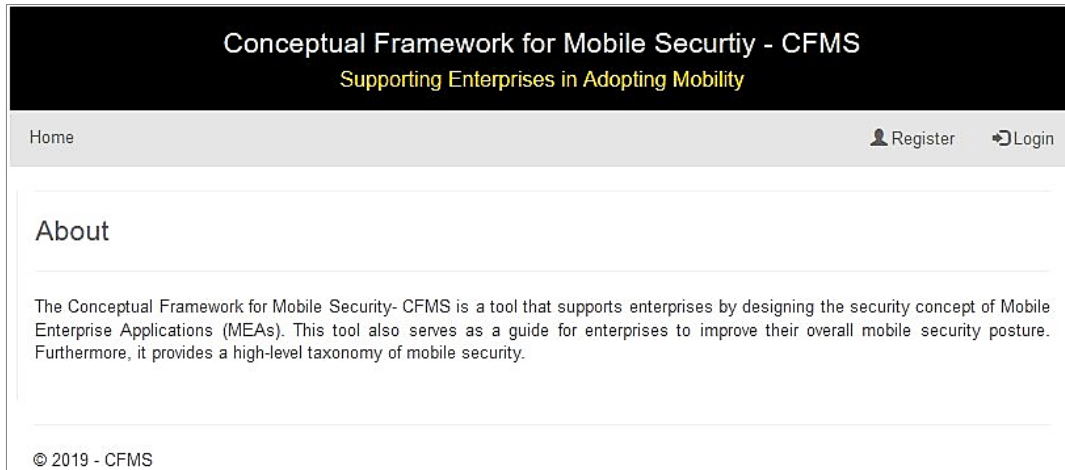 Conceptual Framework for Mobile Securtiy - CFMS
Supporting Enterprises in Adopting Mobility
Home Register Login
About
The Conceptual Framework for Mobile Security- CFMS is a tool that supports enterprises by designing the security concept of Mobile
Enterprise Applications (MEAs). This tool also serves as a guide for enterprises to improve their overall mobile security posture.
Furthermore, it provides a high-level taxonomy of mobile security.
© 2019 - CFMS